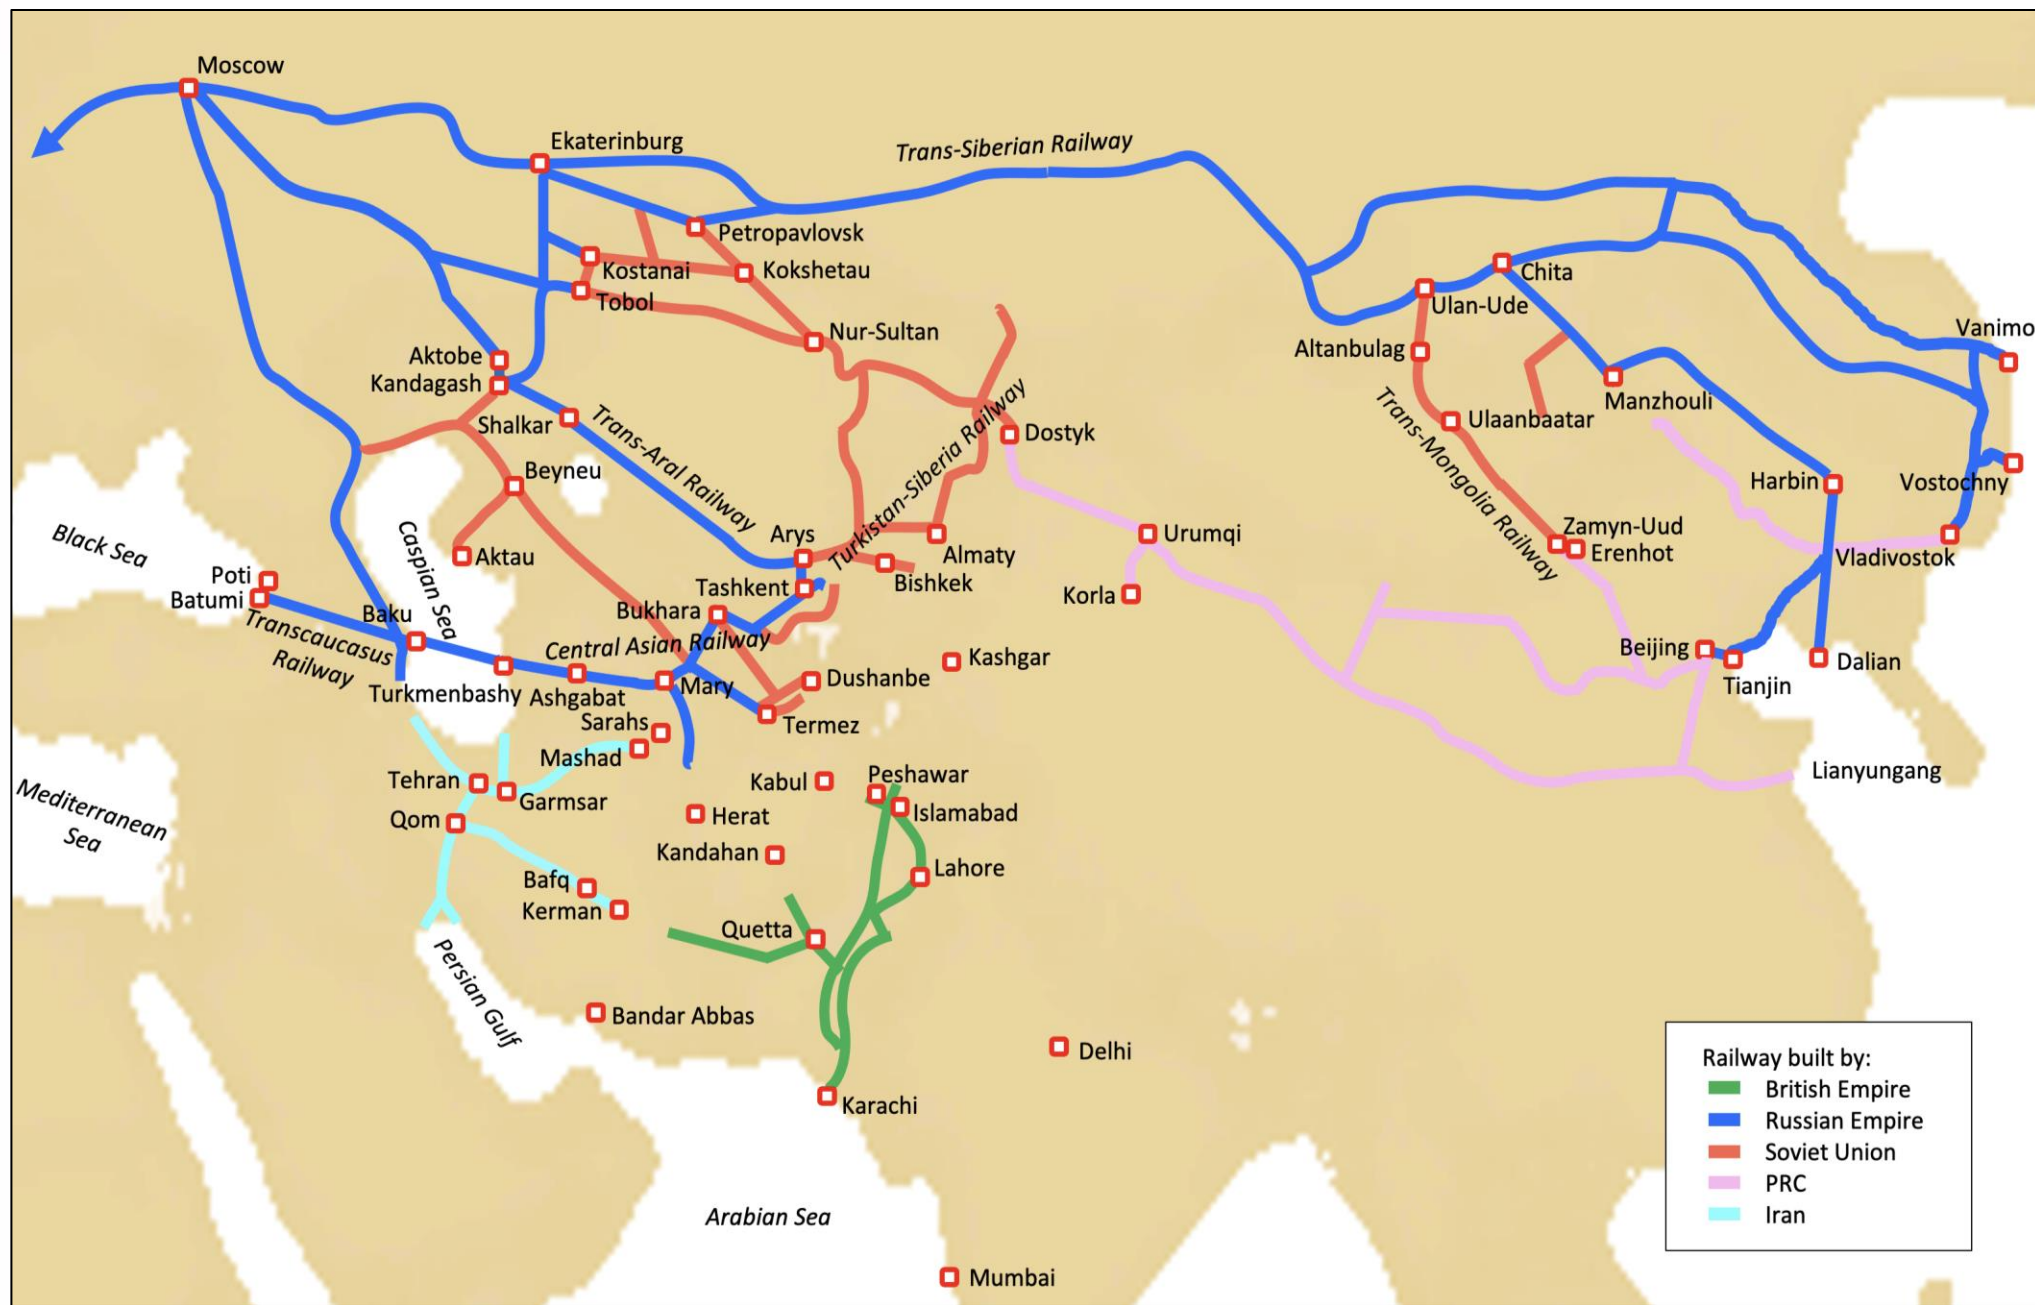 Moscow
Ekaterinburg
Trans-Siberian Railway
Petropavlovsk
Kostanai
Kokshetau
Tobol
Chita
Ulan-Ude
Nur-Sultan
Vanimo
Altanbulag
Aktobe
Kandagash
Manzhouli
Shalkar
Trans-Aral Railway
Turkistan-Siberia Railway
Dostyk
Trans-Mongolia Railway
Ulaanbaatar
Beyneu
Harbin
Vostochny
Black Sea
Caspian Sea
Aktau
Arys
Almaty
Urumqi
Zamyn-Uud
Erenhot
Vladivostok
Poti
Batumi
Tashkent
Bishkek
Korla
Baku
Bukhara
Transcaucasus
Railway
Central Asian Railway
Kashgar
Beijing
Dalian
Turkmenbashy
Ashgabat
Mary
Dushanbe
Tianjin
Sarahs
Termez
Mashad
Tehran
Garmsar
Kabul
Peshawar
Lianyungang
Mediterranean
Sea
Qom
Herat
Islamabad
Kandahan
Bafq
Kerman
Lahore
Quetta
Persian Gulf
Bandar Abbas
Delhi
Karachi
Arabian Sea
Mumbai
Railway built by:
British Empire
Russian Empire
Soviet Union
PRC
Iran